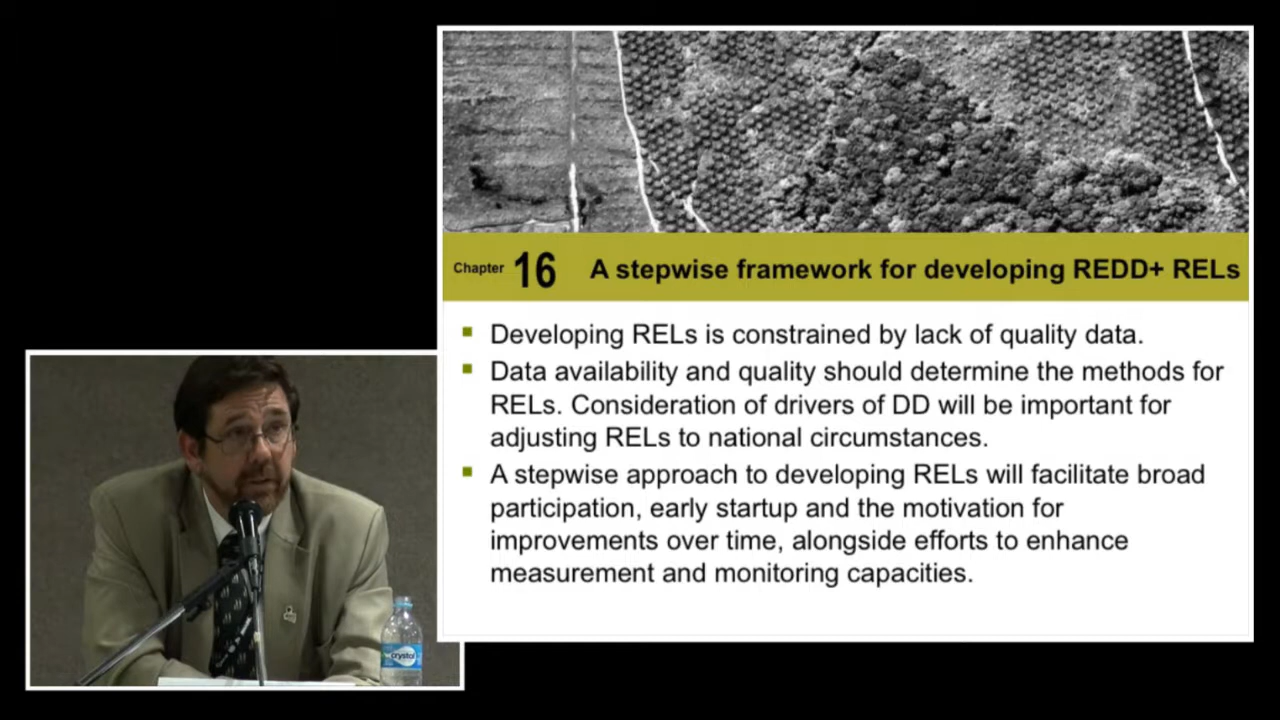 Chapter 16 A stepwise framework for developing REDD+ RELs
Developing RELs is constrained by lack of quality data.
Data availability and quality should determine the methods for
RELs. Consideration of drivers of DD will be important for
adjusting RELs to national circumstances.
A stepwise approach to developing RELs will facilitate broad
participation, early startup and the motivation for
improvements over time, alongside efforts to enhance
measurement and monitoring capacities.
crystal